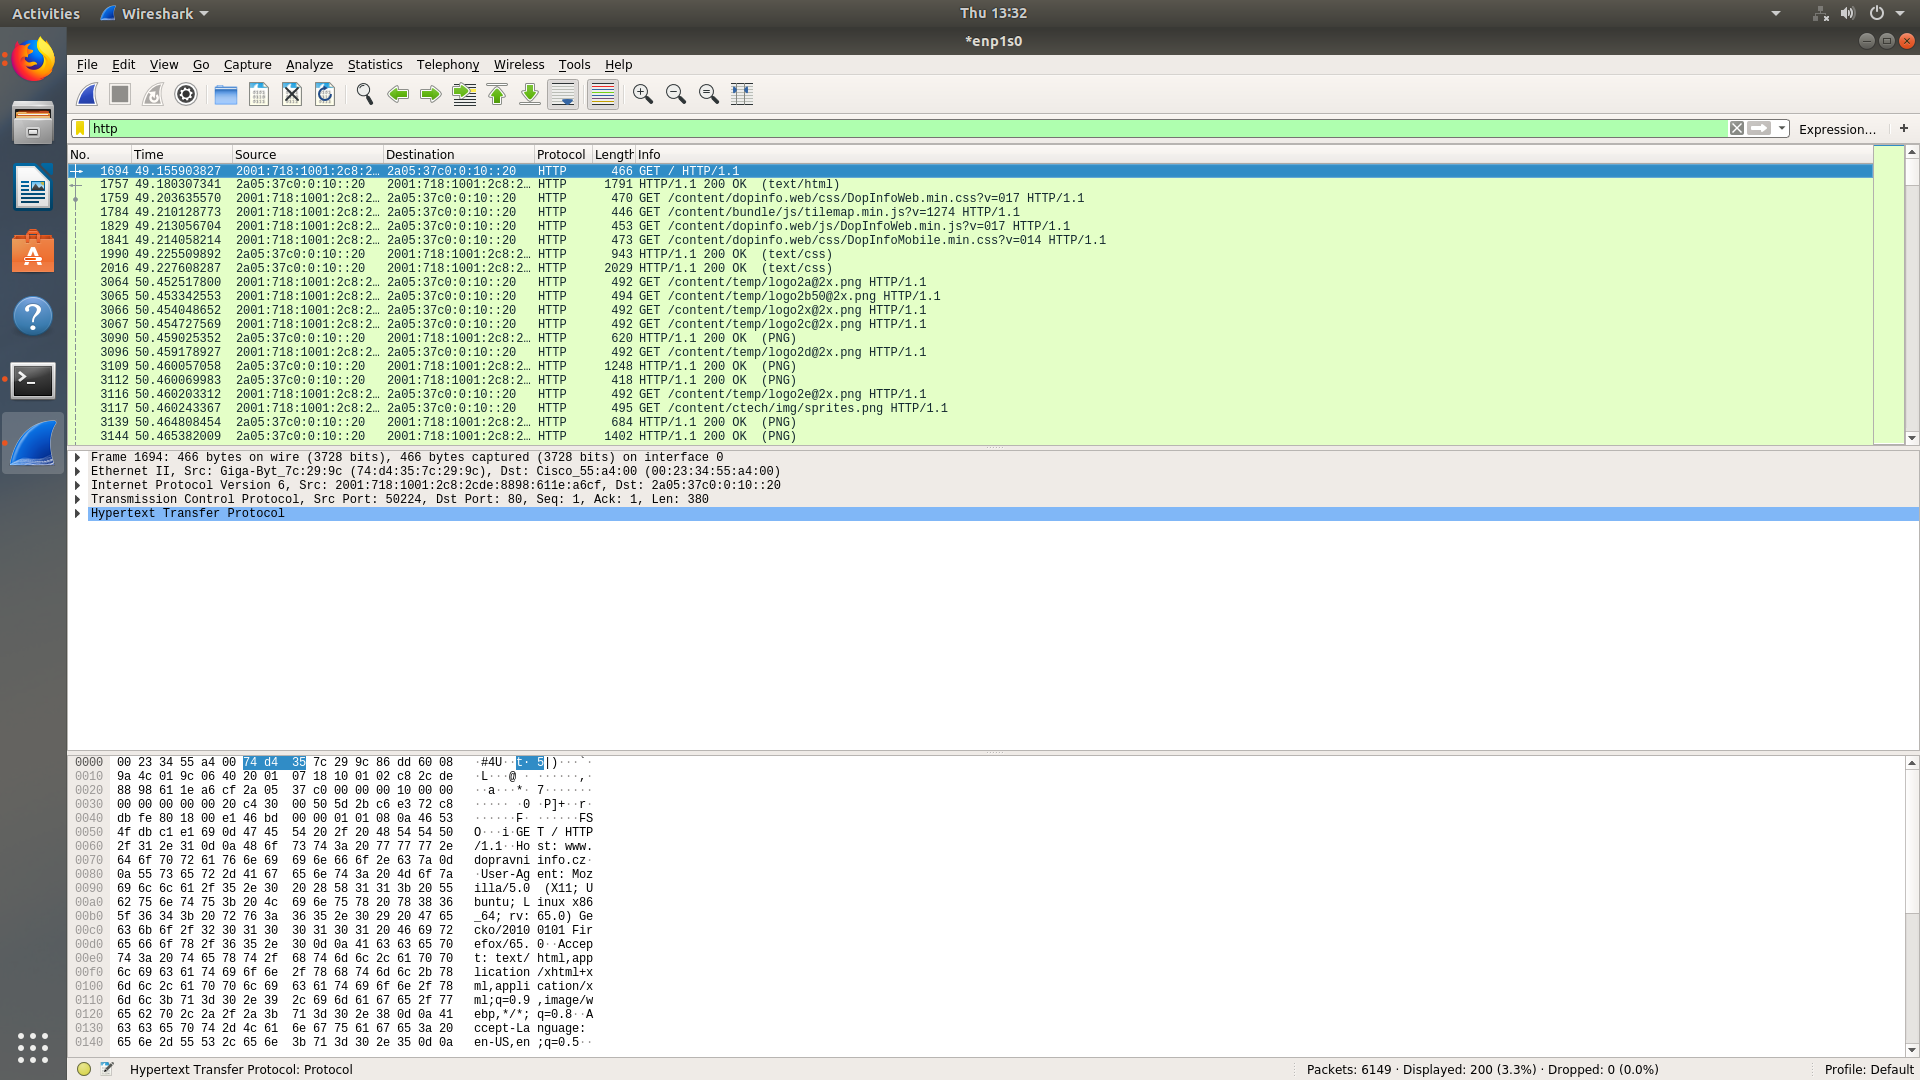 Activities Wireshark Thu 13:32
*enp1s0
File Edit View Go Capture Analyze Statistics Telephony Wireless Tools Help
http Expression… +
No. Time Source Destination Protocol Length Info
1694 49.155903827 2001:718:1001:2c8:2… 2a05:37c0:0:10::20 HTTP 466 GET / HTTP/1.1
1757 49.180307341 2a05:37c0:0:10::20 2001:718:1001:2c8:2… HTTP 1791 HTTP/1.1 200 OK (text/html)
1759 49.203635570 2001:718:1001:2c8:2… 2a05:37c0:0:10::20 HTTP 470 GET /content/dopinfo.web/css/DopInfoWeb.min.css?v=017 HTTP/1.1
1784 49.210128773 2001:718:1001:2c8:2… 2a05:37c0:0:10::20 HTTP 446 GET /content/bundle/js/tilemap.min.js?v=1274 HTTP/1.1
1829 49.213056704 2001:718:1001:2c8:2… 2a05:37c0:0:10::20 HTTP 453 GET /content/dopinfo.web/js/DopInfoWeb.min.js?v=017 HTTP/1.1
1841 49.214058214 2001:718:1001:2c8:2… 2a05:37c0:0:10::20 HTTP 473 GET /content/dopinfo.web/css/DopInfoMobile.min.css?v=014 HTTP/1.1
1990 49.225509892 2a05:37c0:0:10::20 2001:718:1001:2c8:2… HTTP 943 HTTP/1.1 200 OK (text/css)
2016 49.227608287 2a05:37c0:0:10::20 2001:718:1001:2c8:2… HTTP 2029 HTTP/1.1 200 OK (text/css)
3064 50.452517800 2001:718:1001:2c8:2… 2a05:37c0:0:10::20 HTTP 492 GET /content/temp/logo2a@2x.png HTTP/1.1
3065 50.453342553 2001:718:1001:2c8:2… 2a05:37c0:0:10::20 HTTP 494 GET /content/temp/logo2b50@2x.png HTTP/1.1
3066 50.454048652 2001:718:1001:2c8:2… 2a05:37c0:0:10::20 HTTP 492 GET /content/temp/logo2x@2x.png HTTP/1.1
3067 50.454727569 2001:718:1001:2c8:2… 2a05:37c0:0:10::20 HTTP 492 GET /content/temp/logo2c@2x.png HTTP/1.1
3090 50.459025352 2a05:37c0:0:10::20 2001:718:1001:2c8:2… HTTP 620 HTTP/1.1 200 OK (PNG)
3096 50.459178927 2001:718:1001:2c8:2… 2a05:37c0:0:10::20 HTTP 492 GET /content/temp/logo2d@2x.png HTTP/1.1
3109 50.460057058 2a05:37c0:0:10::20 2001:718:1001:2c8:2… HTTP 1248 HTTP/1.1 200 OK (PNG)
3112 50.460069983 2a05:37c0:0:10::20 2001:718:1001:2c8:2… HTTP 418 HTTP/1.1 200 OK (PNG)
3116 50.460203312 2001:718:1001:2c8:2… 2a05:37c0:0:10::20 HTTP 492 GET /content/temp/logo2e@2x.png HTTP/1.1
3117 50.460243367 2001:718:1001:2c8:2… 2a05:37c0:0:10::20 HTTP 495 GET /content/ctech/img/sprites.png HTTP/1.1
3139 50.464808454 2a05:37c0:0:10::20 2001:718:1001:2c8:2… HTTP 684 HTTP/1.1 200 OK (PNG)
3144 50.465382009 2a05:37c0:0:10::20 2001:718:1001:2c8:2… HTTP 1402 HTTP/1.1 200 OK (PNG)
Frame 1694: 466 bytes on wire (3728 bits), 466 bytes captured (3728 bits) on interface 0
Ethernet II, Src: Giga-Byt_7c:29:9c (74:d4:35:7c:29:9c), Dst: Cisco_55:a4:00 (00:23:34:55:a4:00)
Internet Protocol Version 6, Src: 2001:718:1001:2c8:2cde:8898:611e:a6cf, Dst: 2a05:37c0:0:10::20
Transmission Control Protocol, Src Port: 50224, Dst Port: 80, Seq: 1, Ack: 1, Len: 380
Hypertext Transfer Protocol
0000 00 23 34 55 a4 00 74 d4 35 7c 29 9c 86 dd 60 08 ·#4U··t· 5|)···`·
0010 9a 4c 01 9c 06 40 20 01 07 18 10 01 02 c8 2c de ·L···@ · ······,·
0020 88 98 61 1e a6 cf 2a 05 37 c0 00 00 00 10 00 00 ··a···*· 7·······
0030 00 00 00 00 00 20 c4 30 00 50 5d 2b c6 e3 72 c8 ····· ·0 ·P]+··r·
0040 db fe 80 18 00 e1 46 bd 00 00 01 01 08 0a 46 53 ······F· ······FS
0050 4f db c1 e1 69 0d 47 45 54 20 2f 20 48 54 54 50 O···i·GE T / HTTP
0060 2f 31 2e 31 0d 0a 48 6f 73 74 3a 20 77 77 77 2e /1.1··Ho st: www.
0070 64 6f 70 72 61 76 6e 69 69 6e 66 6f 2e 63 7a 0d dopravni info.cz·
0080 0a 55 73 65 72 2d 41 67 65 6e 74 3a 20 4d 6f 7a ·User-Ag ent: Moz
0090 69 6c 6c 61 2f 35 2e 30 20 28 58 31 31 3b 20 55 illa/5.0 (X11; U
00a0 62 75 6e 74 75 3b 20 4c 69 6e 75 78 20 78 38 36 buntu; L inux x86
00b0 5f 36 34 3b 20 72 76 3a 36 35 2e 30 29 20 47 65 _64; rv: 65.0) Ge
00c0 63 6b 6f 2f 32 30 31 30 30 31 30 31 20 46 69 72 cko/2010 0101 Fir
00d0 65 66 6f 78 2f 36 35 2e 30 0d 0a 41 63 63 65 70 efox/65. 0··Accep
00e0 74 3a 20 74 65 78 74 2f 68 74 6d 6c 2c 61 70 70 t: text/ html,app
00f0 6c 69 63 61 74 69 6f 6e 2f 78 68 74 6d 6c 2b 78 lication /xhtml+x
0100 6d 6c 2c 61 70 70 6c 69 63 61 74 69 6f 6e 2f 78 ml,appli cation/x
0110 6d 6c 3b 71 3d 30 2e 39 2c 69 6d 61 67 65 2f 77 ml;q=0.9 ,image/w
0120 65 62 70 2c 2a 2f 2a 3b 71 3d 30 2e 38 0d 0a 41 ebp,*/*; q=0.8··A
0130 63 63 65 70 74 2d 4c 61 6e 67 75 61 67 65 3a 20 ccept-La nguage:
0140 65 6e 2d 55 53 2c 65 6e 3b 71 3d 30 2e 35 0d 0a en-US,en ;q=0.5··
Hypertext Transfer Protocol: Protocol Packets: 6149 · Displayed: 200 (3.3%) · Dropped: 0 (0.0%) Profile: Default